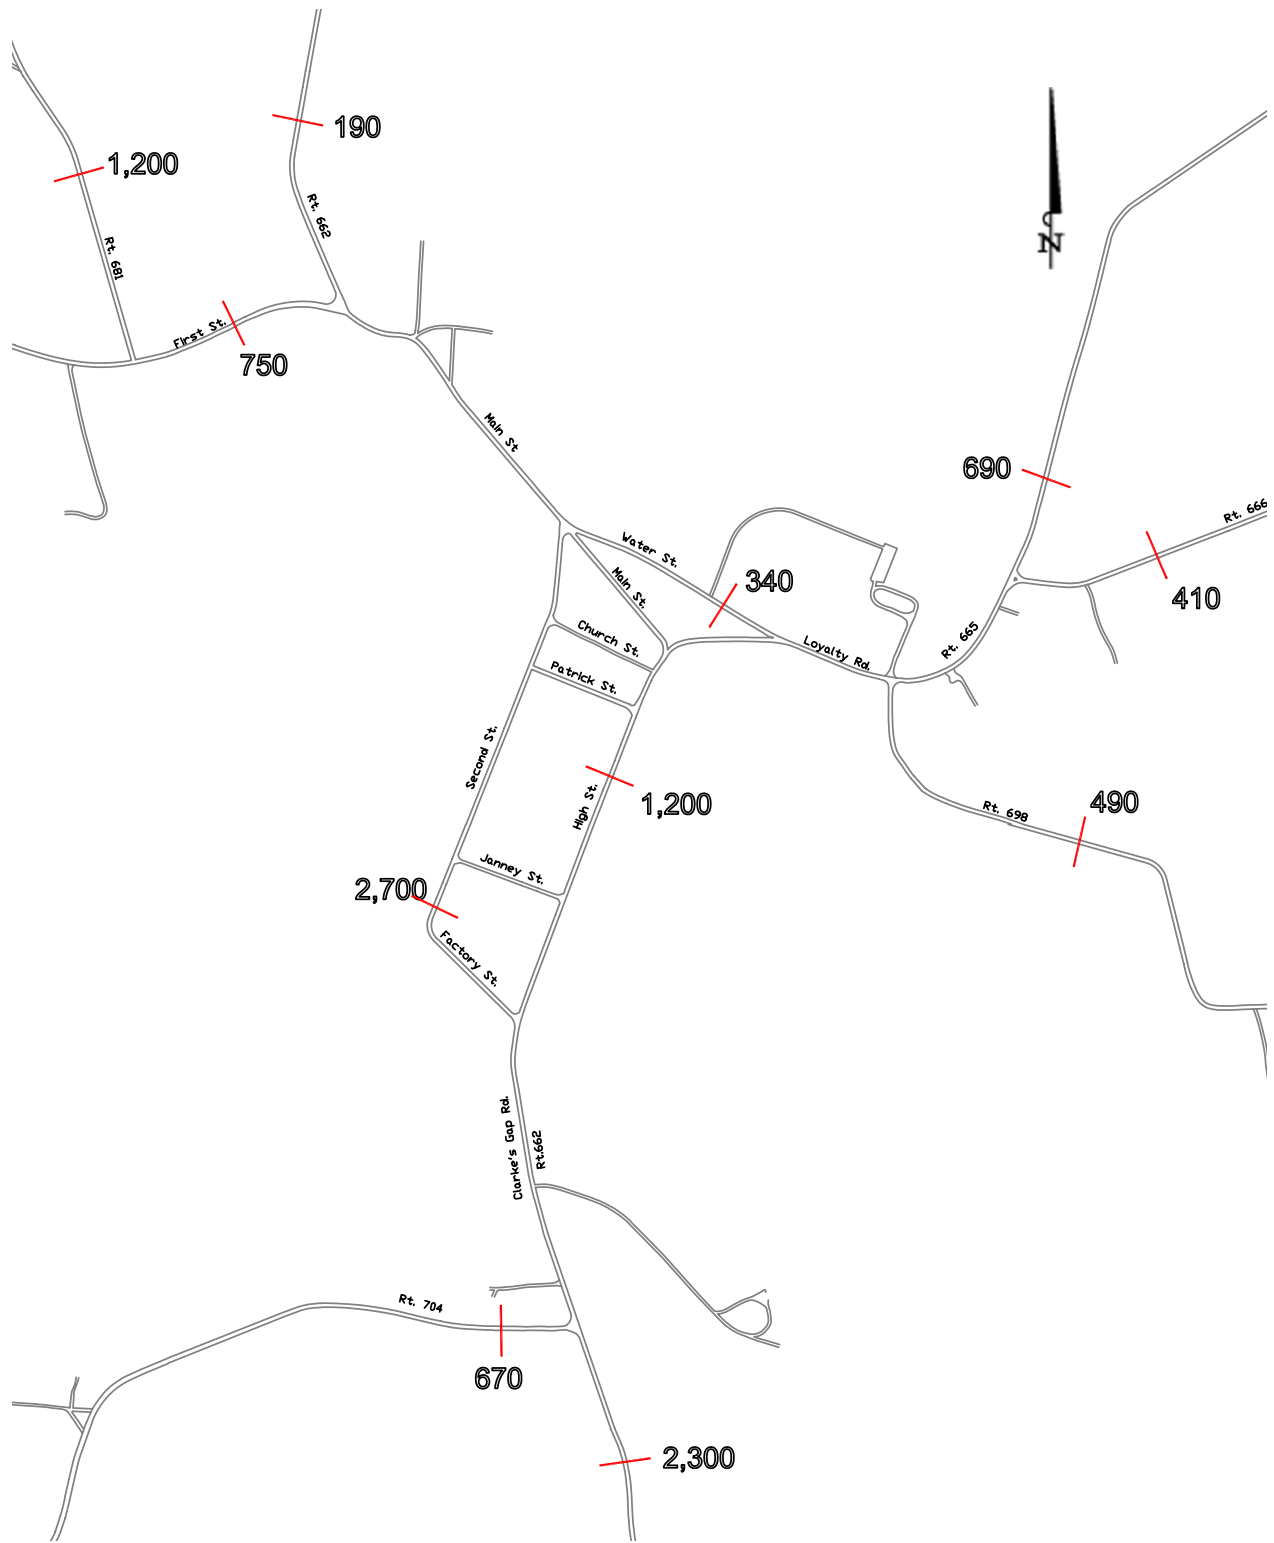 190
1,200
Rt. 662
Rt. 681
N
First St.
750
Main St
690
Rt. 666
Water St.
340
Main St.
410
Church St.
Rt. 665
Loyalty Rd.
Patrick St.
Second St.
High St.
1,200
490
Rt. 698
Janney St.
2,700
Factory St.
Clarke's Gap Rd.
Rt.662
Rt. 704
670
2,300